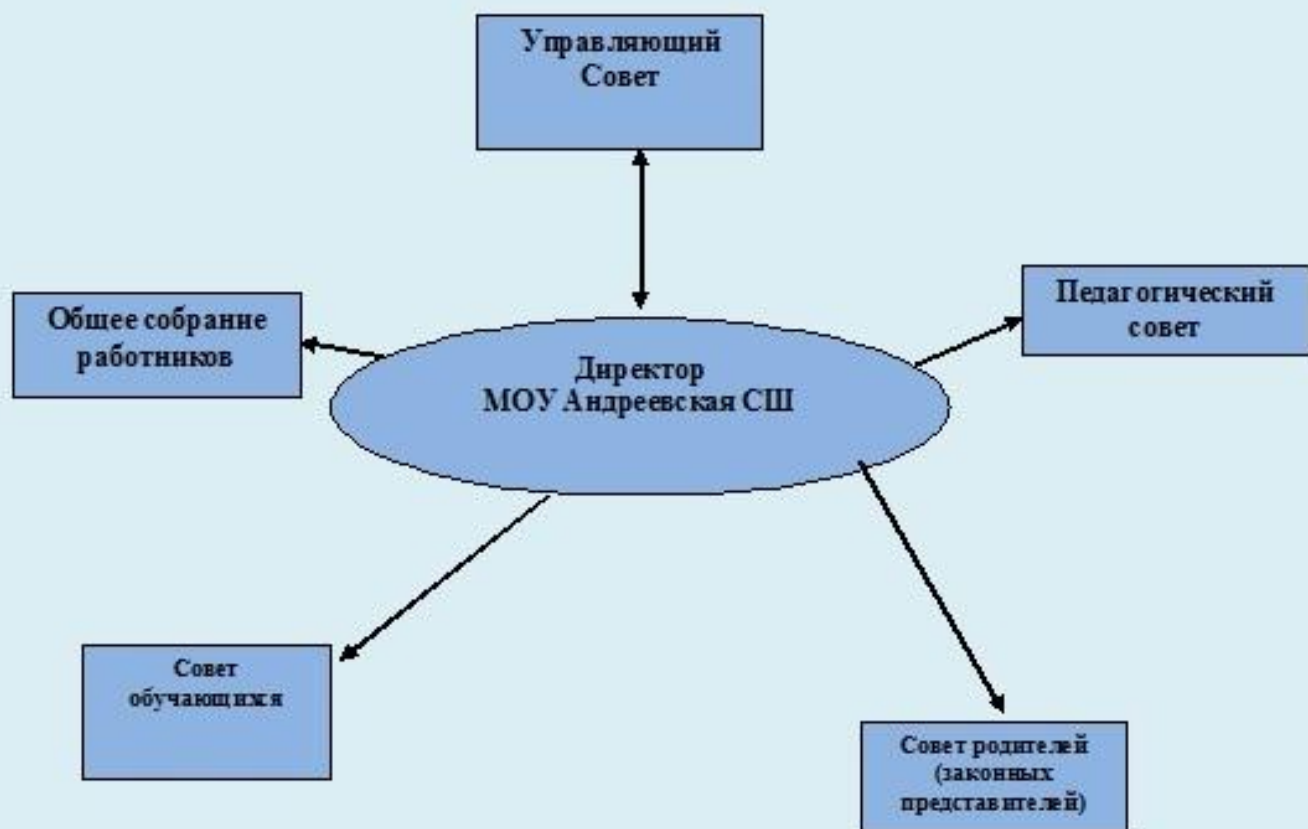 Управляющий
Совет
Общее собрание
работников
Педагогический
совет
Директор
МОУ Андреевская СШ
Совет
обучающихся
Совет родителей
(законных
представителей)